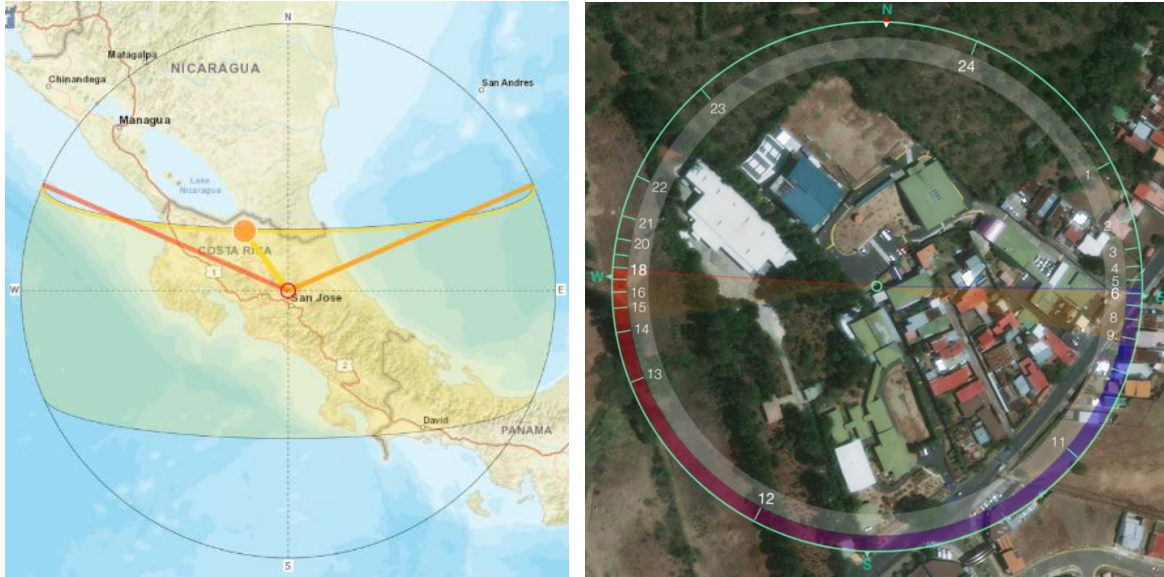 N
Matagalpa
NICARAGUA
Chinandega
San Andres
Managua
Lake
Nicaragua
COSTA RICA
1
W
E
San Jose
2
David
PANAMA
S
N
24
23
1
22
2
21
3
20
4
W
18
5
6
E
16
15
8
14
9
13
11
12
S